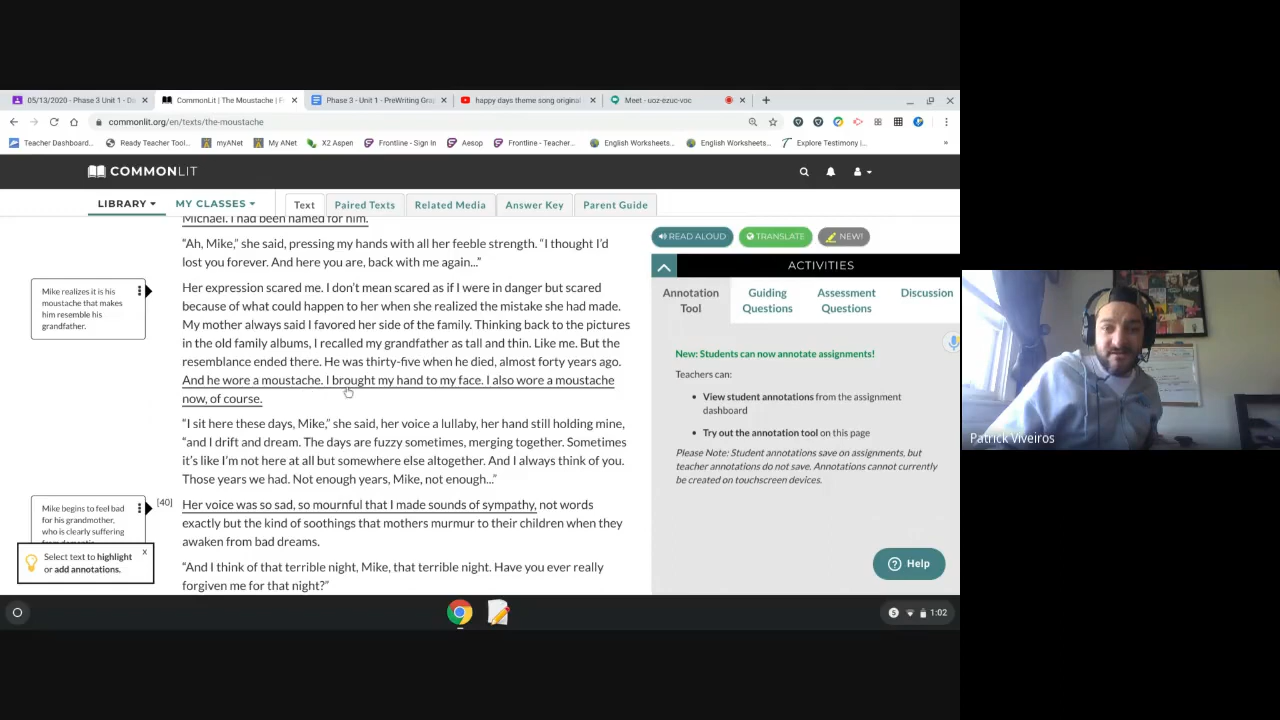 05/13/2020 - Phase 3 Unit 1 - Do
CommonLit | The Moustache | F
Phase 3 - Unit 1 - PreWriting Gra
happy days theme song original
Meet - uoz-ezuc-voc
commonlit.org/en/texts/the-moustache
Teacher Dashboard...
Ready Teacher Tool...
myANet
My ANet
X2 Aspen
Frontline - Sign In
Aesop
Frontline - Teacher...
English Worksheets...
English Worksheets...
Explore Testimony i...
»
COMMONLIT
LIBRARY
MY CLASSES
Text
Paired Texts
Related Media
Answer Key
Parent Guide
Michael. I had been named for him.
“Ah, Mike,” she said, pressing my hands with all her feeble strength. “I thought I’d
lost you forever. And here you are, back with me again...”
Mike realizes it is his
moustache that makes
him resemble his
grandfather.
Her expression scared me. I don’t mean scared as if I were in danger but scared
because of what could happen to her when she realized the mistake she had made.
My mother always said I favored her side of the family. Thinking back to the pictures
in the old family albums, I recalled my grandfather as tall and thin. Like me. But the
resemblance ended there. He was thirty-five when he died, almost forty years ago.
And he wore a moustache. I brought my hand to my face. I also wore a moustache
now, of course.
“I sit here these days, Mike,” she said, her voice a lullaby, her hand still holding mine,
“and I drift and dream. The days are fuzzy sometimes, merging together. Sometimes
it’s like I’m not here at all but somewhere else altogether. And I always think of you.
Those years we had. Not enough years, Mike, not enough...”
Mike begins to feel bad
for his grandmother,
who is clearly suffering
[40]
Her voice was so sad, so mournful that I made sounds of sympathy, not words
exactly but the kind of soothings that mothers murmur to their children when they
awaken from bad dreams.
“And I think of that terrible night, Mike, that terrible night. Have you ever really
forgiven me for that night?”
Select text to highlight
or add annotations.
x
READ ALOUD
TRANSLATE
NEW!
ACTIVITIES
Annotation
Tool
Guiding
Questions
Assessment
Questions
Discussion
New: Students can now annotate assignments!
Teachers can:
• View student annotations from the assignment
dashboard
• Try out the annotation tool on this page
Please Note: Student annotations save on assignments, but
teacher annotations do not save. Annotations cannot currently
be created on touchscreen devices.
Help
1:02
Patrick Viveiros